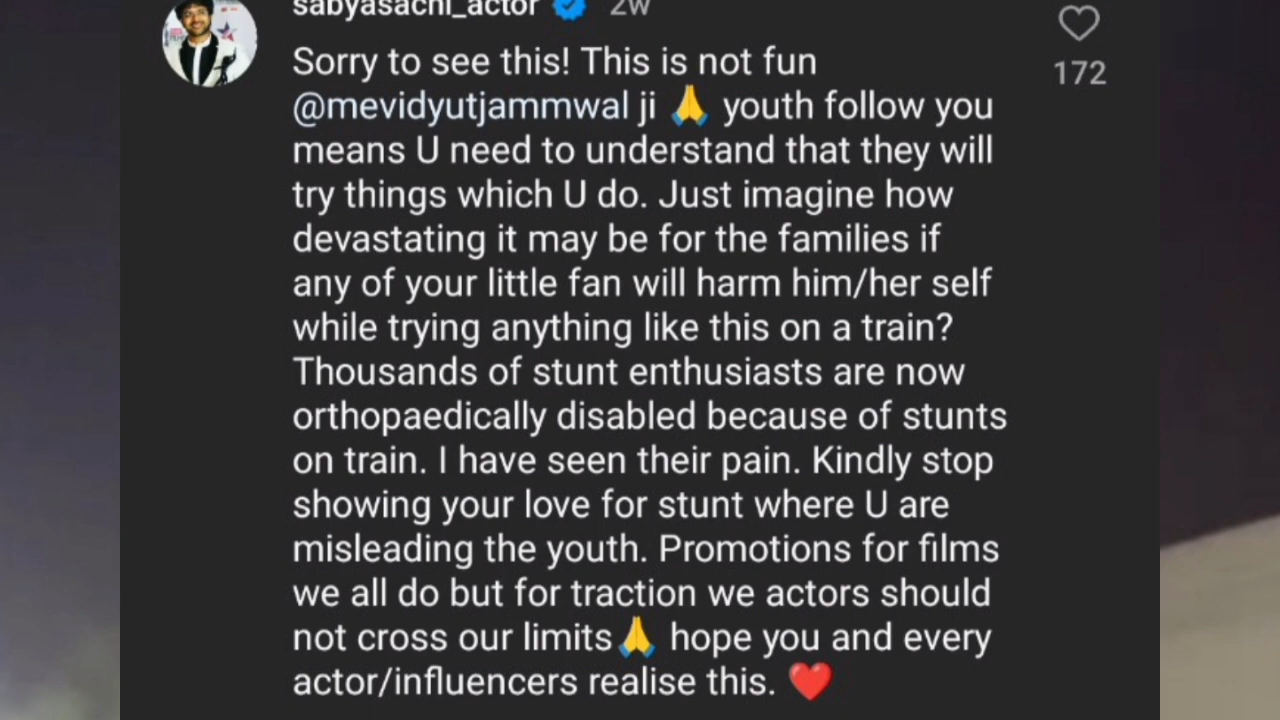 sabyasachi_actor 2w
Sorry to see this! This is not fun
172
@mevidyutjammwal ji 🙏 youth follow you
means U need to understand that they will
try things which U do. Just imagine how
devastating it may be for the families if
any of your little fan will harm him/her self
while trying anything like this on a train?
Thousands of stunt enthusiasts are now
orthopaedically disabled because of stunts
on train. I have seen their pain. Kindly stop
showing your love for stunt where U are
misleading the youth. Promotions for films
we all do but for traction we actors should
not cross our limits🙏 hope you and every
actor/influencers realise this. ❤️